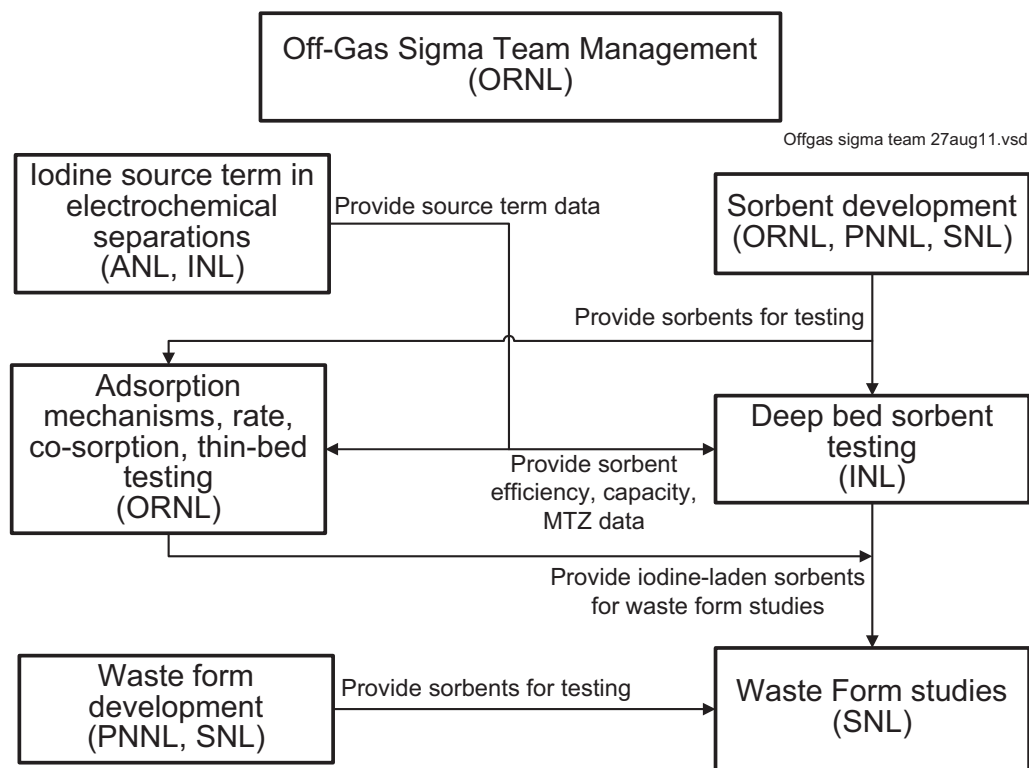 Off-Gas Sigma Team Management
(ORNL)
Offgas sigma team 27aug11.vsd
Iodine source term in
electrochemical
separations
(ANL, INL)
Provide source term data
Sorbent development
(ORNL, PNNL, SNL)
Provide sorbents for testing
Adsorption
mechanisms, rate,
co-sorption, thin-bed
testing
(ORNL)
Provide sorbent
efficiency, capacity,
MTZ data
Deep bed sorbent
testing
(INL)
Provide iodine-laden sorbents
for waste form studies
Waste form
development
(PNNL, SNL)
Provide sorbents for testing
Waste Form studies
(SNL)